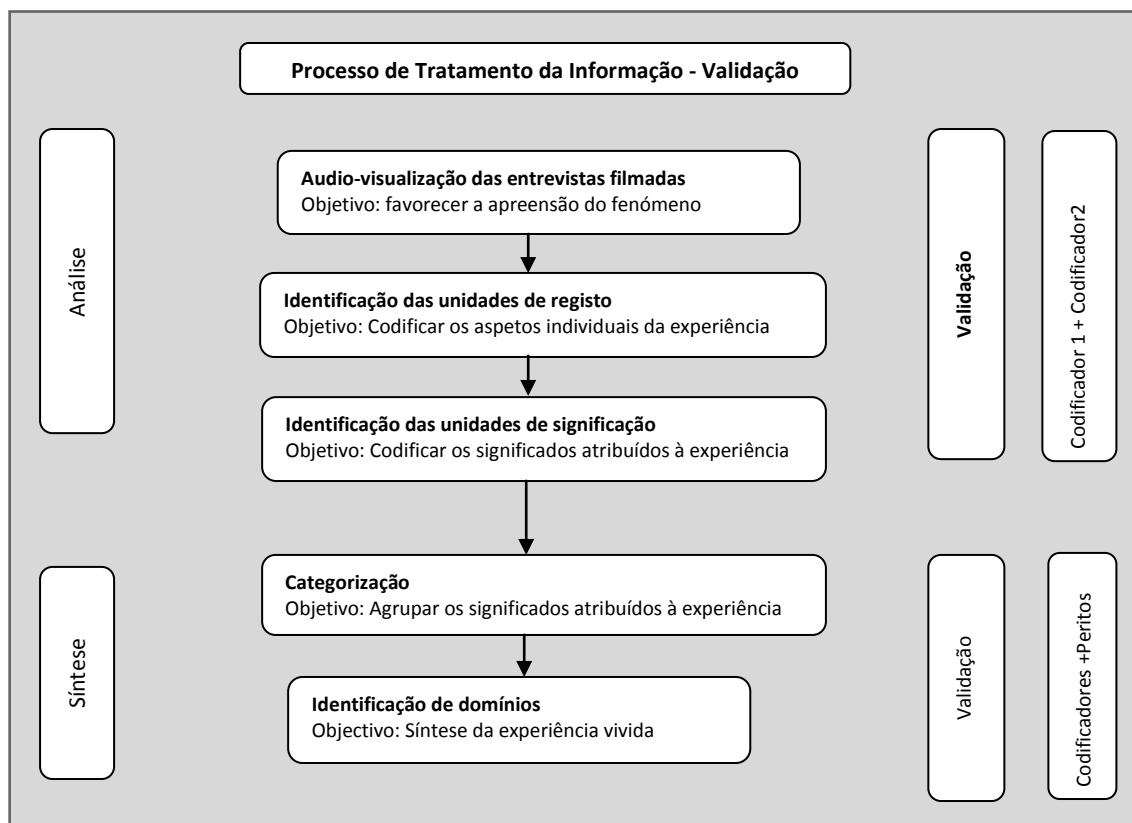 Processo de Tratamento da Informação - Validação
Análise
Audio-visualização das entrevistas filmadas
Objetivo: favorecer a apreensão do fenómeno
Identificação das unidades de registo
Objetivo: Codificar os aspetos individuais da experiência
Identificação das unidades de significação
Objetivo: Codificar os significados atribuídos à experiência
Validação
Codificador 1 + Codificador2
Síntese
Categorização
Objetivo: Agrupar os significados atribuídos à experiência
Identificação de domínios
Objectivo: Síntese da experiência vivida
Validação
Codificadores +Peritos